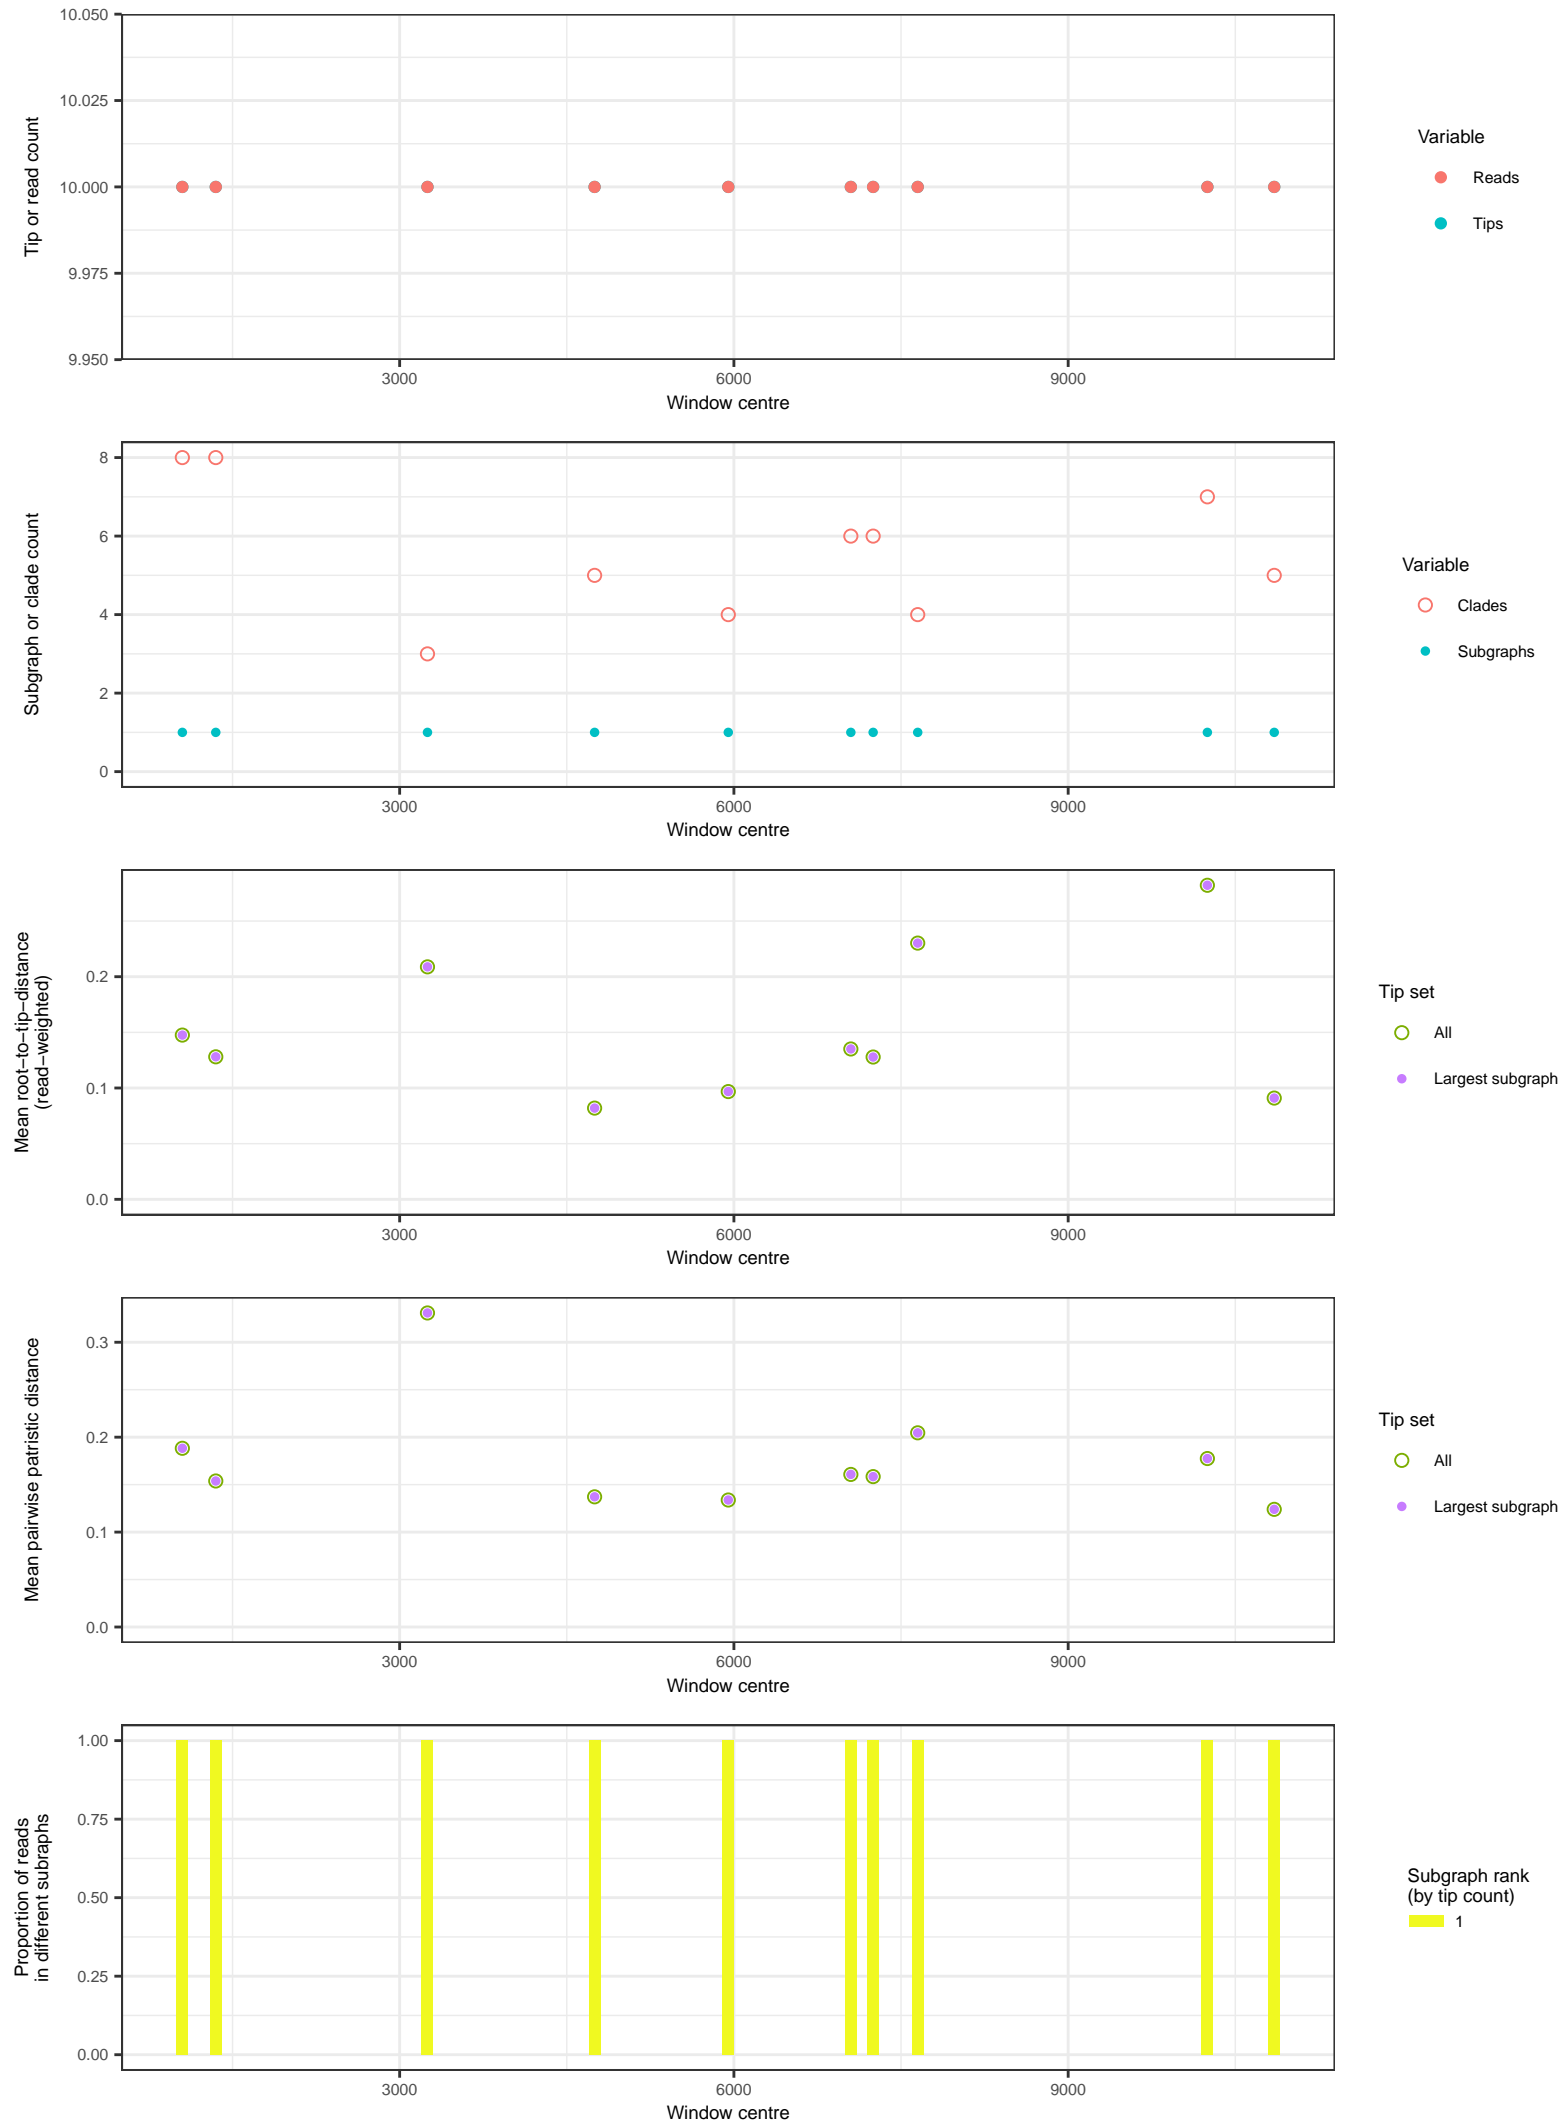 10.050
10.025
10.000
9.975
9.950
Tip or read count
3000
6000
9000
Window centre
Variable
Reads
Tips
8
6
4
2
0
Subgraph or clade count
3000
6000
9000
Window centre
Variable
Clades
Subgraphs
0.2
0.1
0.0
Mean root−to−tip−distance
(read−weighted)
3000
6000
9000
Window centre
Tip set
All
Largest subgraph
0.3
0.2
0.1
0.0
Mean pairwise patristic distance
3000
6000
9000
Window centre
Tip set
All
Largest subgraph
1.00
0.75
0.50
0.25
0.00
Proportion of reads
in different subraphs
3000
6000
9000
Window centre
Subgraph rank
(by tip count)
1